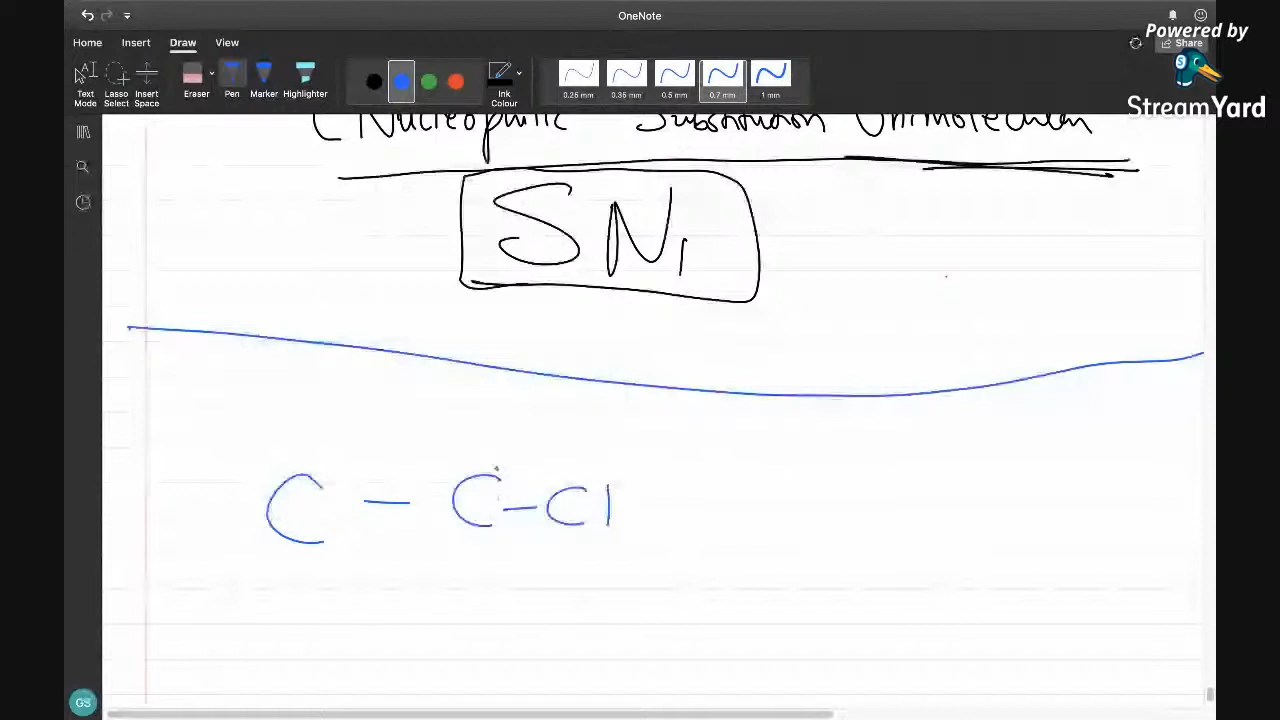 OneNote
Powered by
Home Insert Draw View
Share
StreamYard
Text Mode
Lasso Select
Insert Space
Eraser
Pen
Marker
Highlighter
Ink Colour
0.25 mm
0.35 mm
0.5 mm
0.7 mm
1 mm
( Nucleophilic Substitution Unimolecular
SN1
C - C - Cl
GS